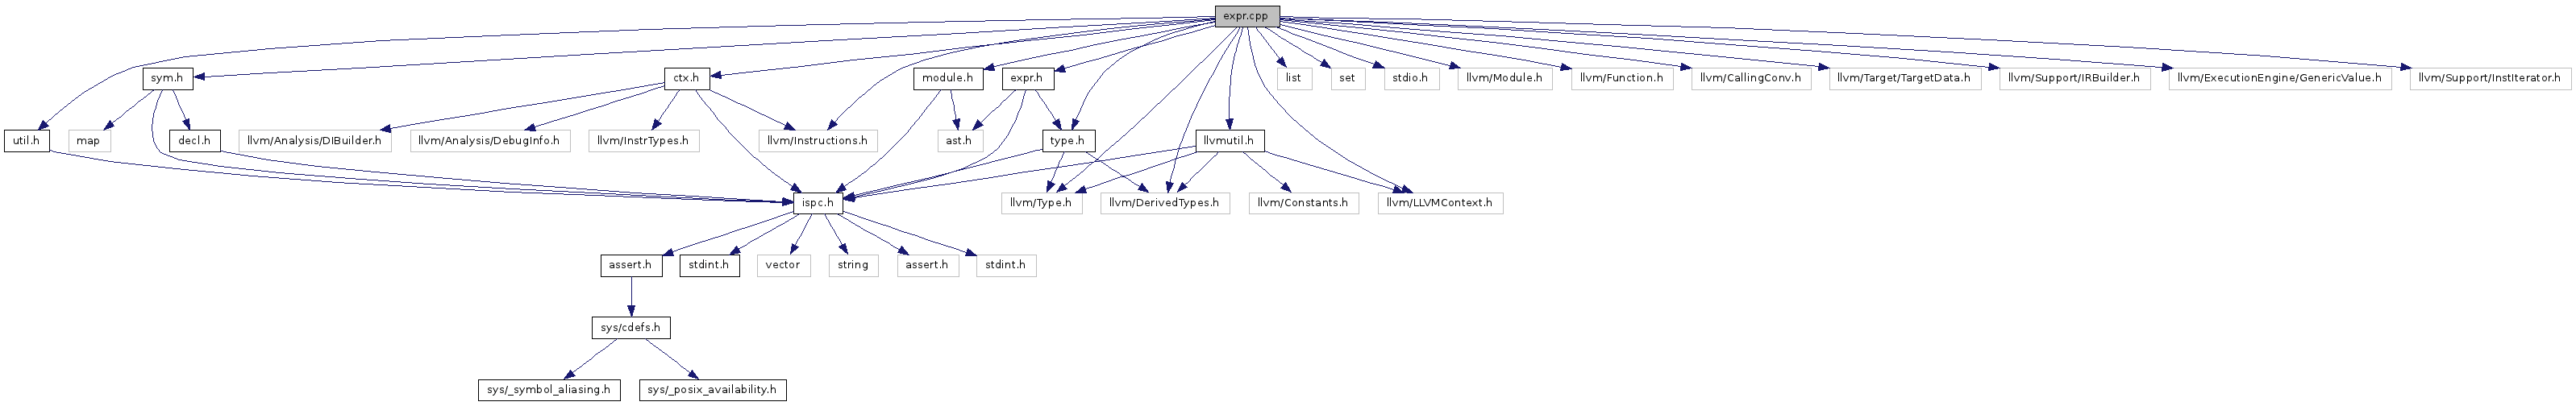 expr.cpp
sym.h
ctx.h
module.h
expr.h
list
set
stdio.h
llvm/Module.h
llvm/Function.h
llvm/CallingConv.h
llvm/Target/TargetData.h
llvm/Support/IRBuilder.h
llvm/ExecutionEngine/GenericValue.h
llvm/Support/InstIterator.h
util.h
map
decl.h
llvm/Analysis/DIBuilder.h
llvm/Analysis/DebugInfo.h
llvm/InstrTypes.h
llvm/Instructions.h
ast.h
type.h
llvmutil.h
ispc.h
llvm/Type.h
llvm/DerivedTypes.h
llvm/Constants.h
llvm/LLVMContext.h
assert.h
stdint.h
vector
string
assert.h
stdint.h
sys/cdefs.h
sys/_symbol_aliasing.h
sys/_posix_availability.h